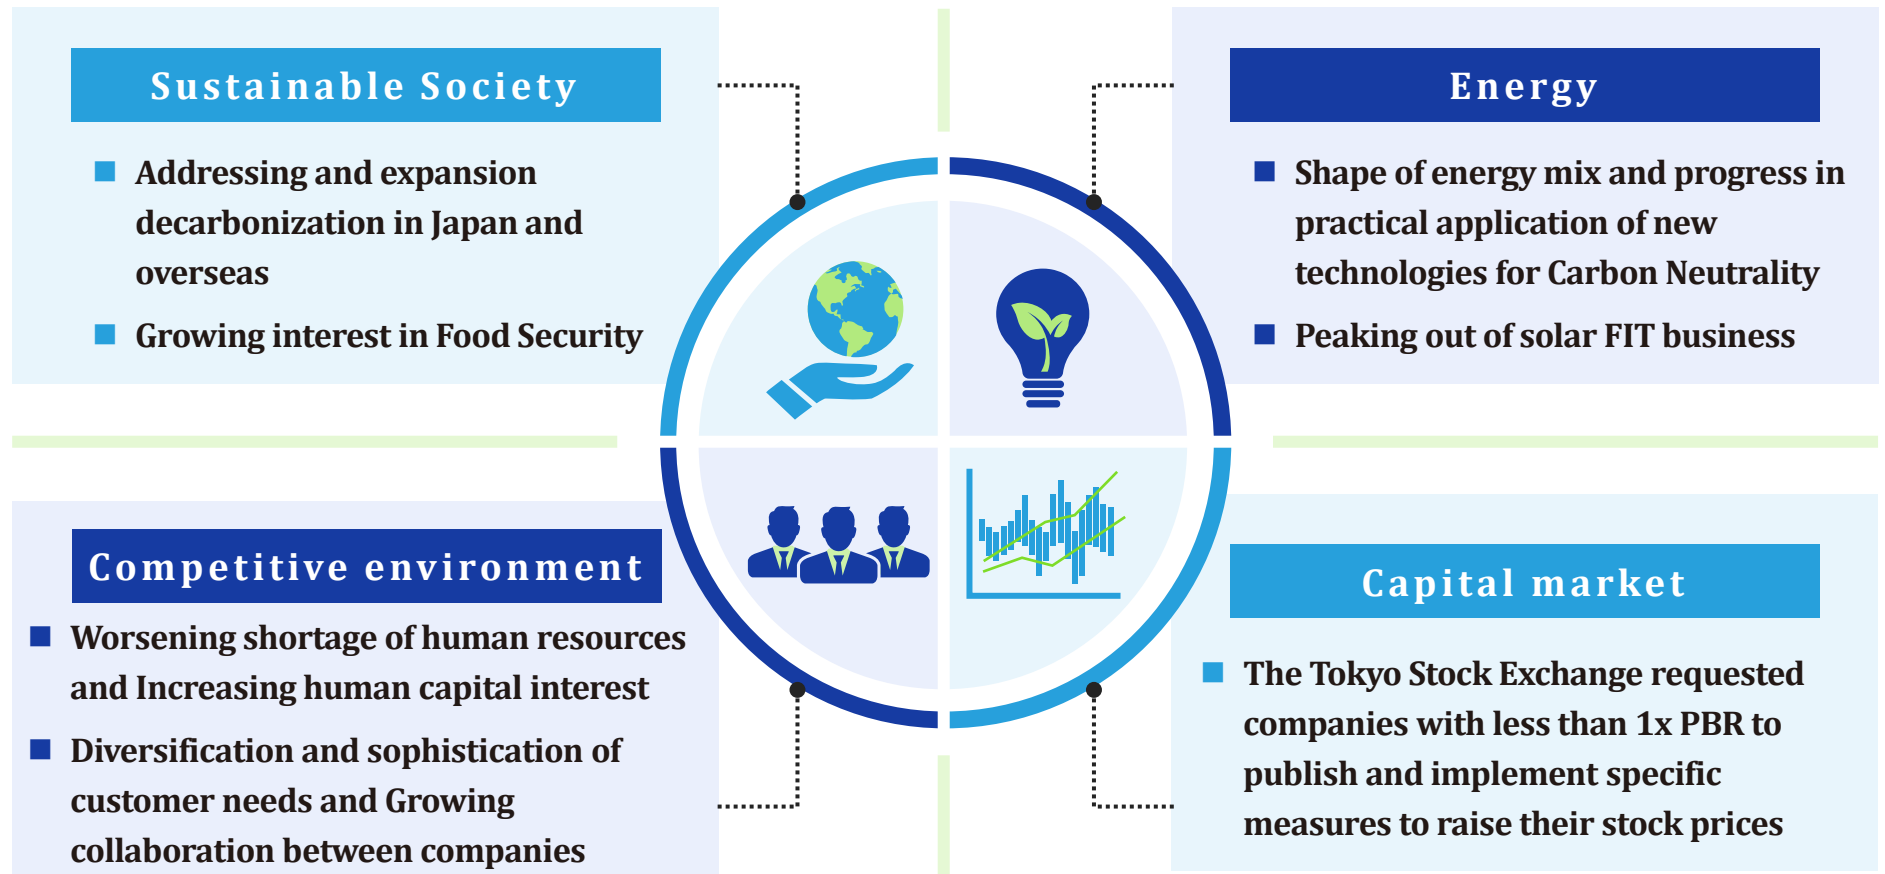 Sustainable Society
Addressing and expansion
decarbonization in Japan and
overseas
Growing interest in Food Security
Energy
Shape of energy mix and progress in
practical application of new
technologies for Carbon Neutrality
Peaking out of solar FIT business
Competitive environment
Worsening shortage of human resources
and Increasing human capital interest
Diversification and sophistication of
customer needs and Growing
collaboration between companies
Capital market
The Tokyo Stock Exchange requested
companies with less than 1x PBR to
publish and implement specific
measures to raise their stock prices